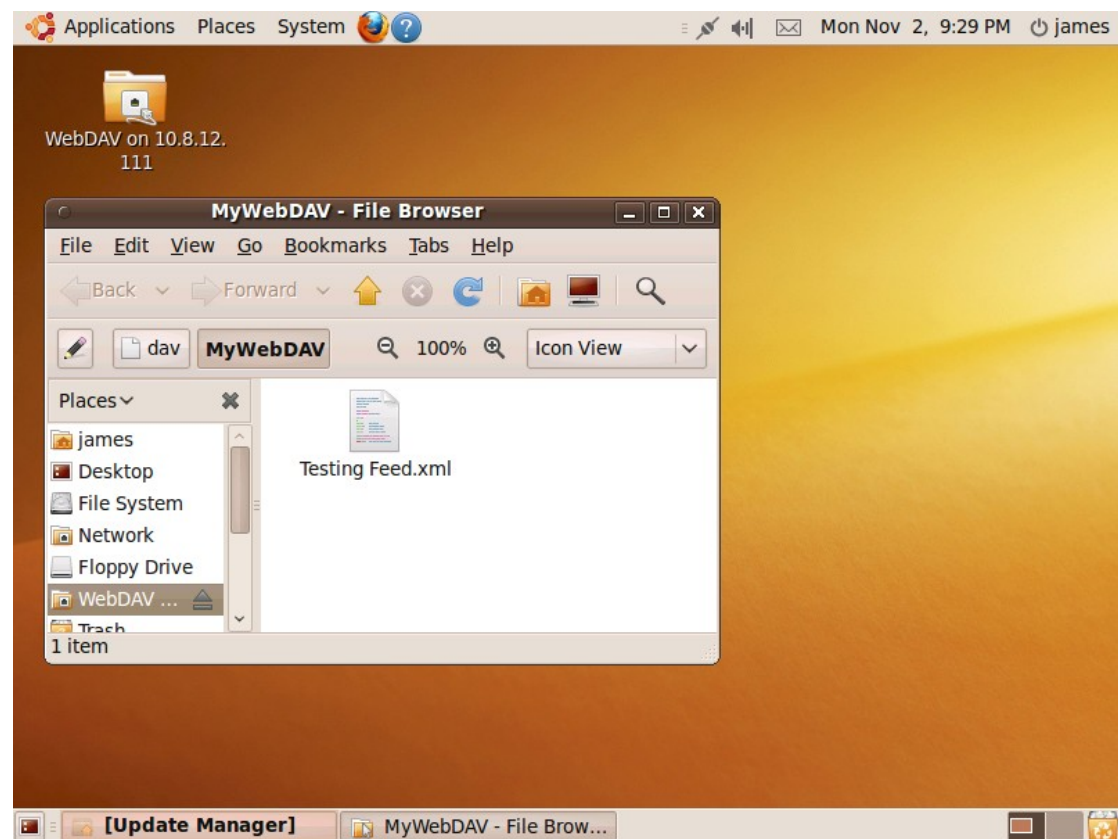 Applications Places System ? Mon Nov 2, 9:29 PM james
WebDAV on 10.8.12.
111
MyWebDAV - File Browser
File Edit View Go Bookmarks Tabs Help
Back Forward
dav MyWebDAV 100% Icon View
Places
james
Desktop
File System
Network
Floppy Drive
WebDAV ...
Trash
Testing Feed.xml
1 item
[Update Manager] MyWebDAV - File Brow...